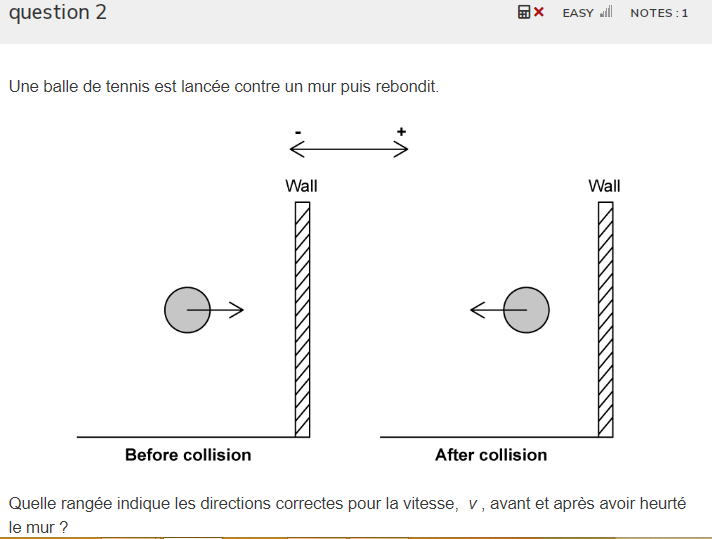 question 2
EASY NOTES : 1
Une balle de tennis est lancée contre un mur puis rebondit.
- +
Wall Wall
Before collision After collision
Quelle rangée indique les directions correctes pour la vitesse, v , avant et après avoir heurté
le mur ?